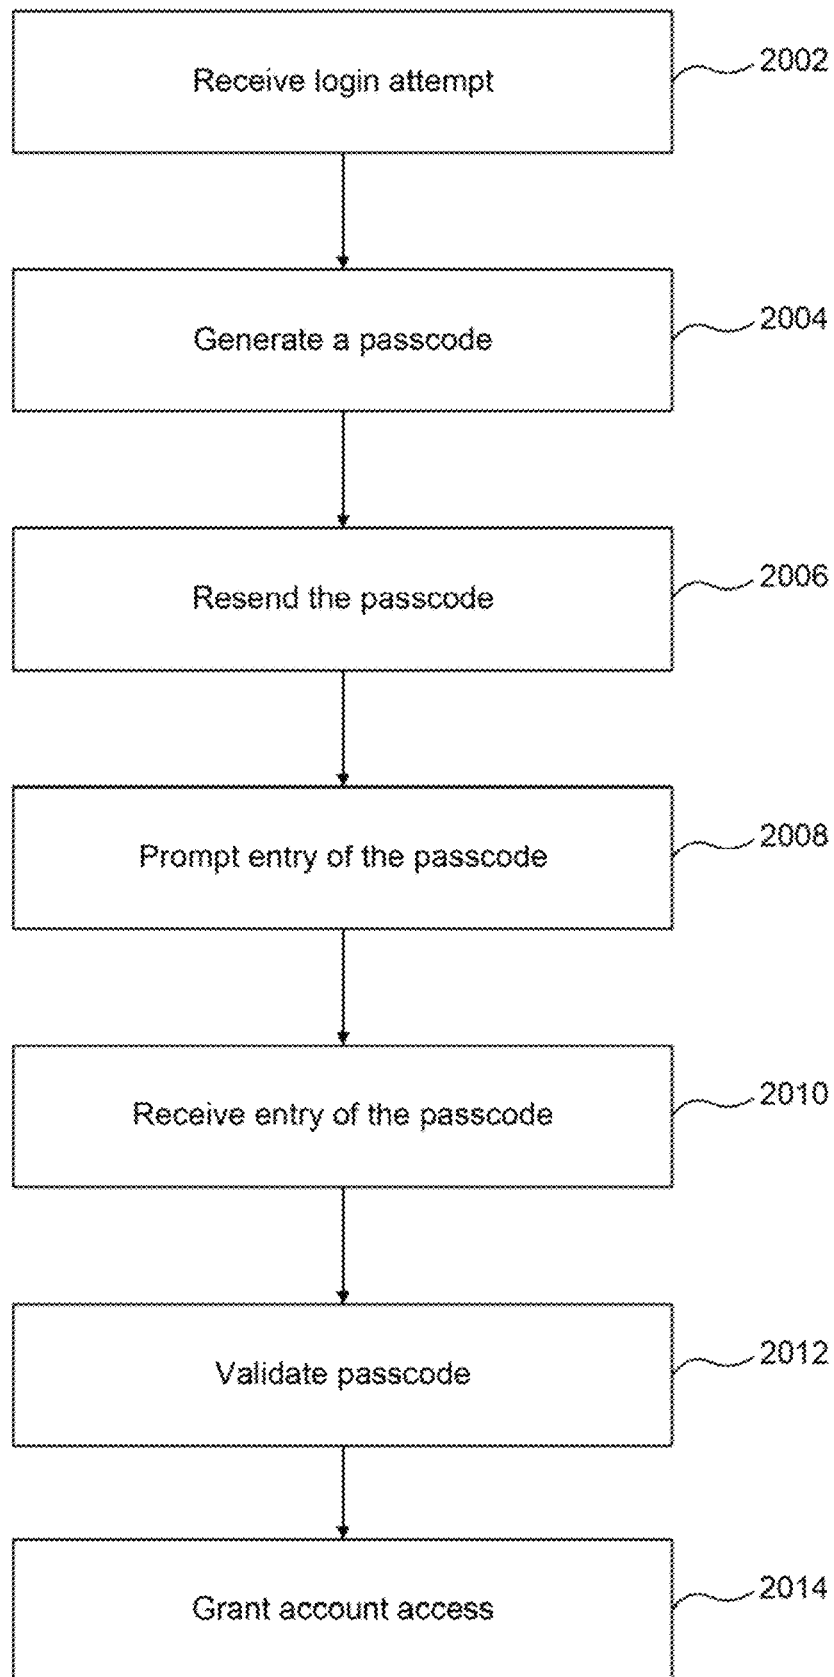 Receive login attempt
2002
Generate a passcode
2004
Resend the passcode
2006
Prompt entry of the passcode
2008
Receive entry of the passcode
2010
Validate passcode
2012
Grant account access
2014